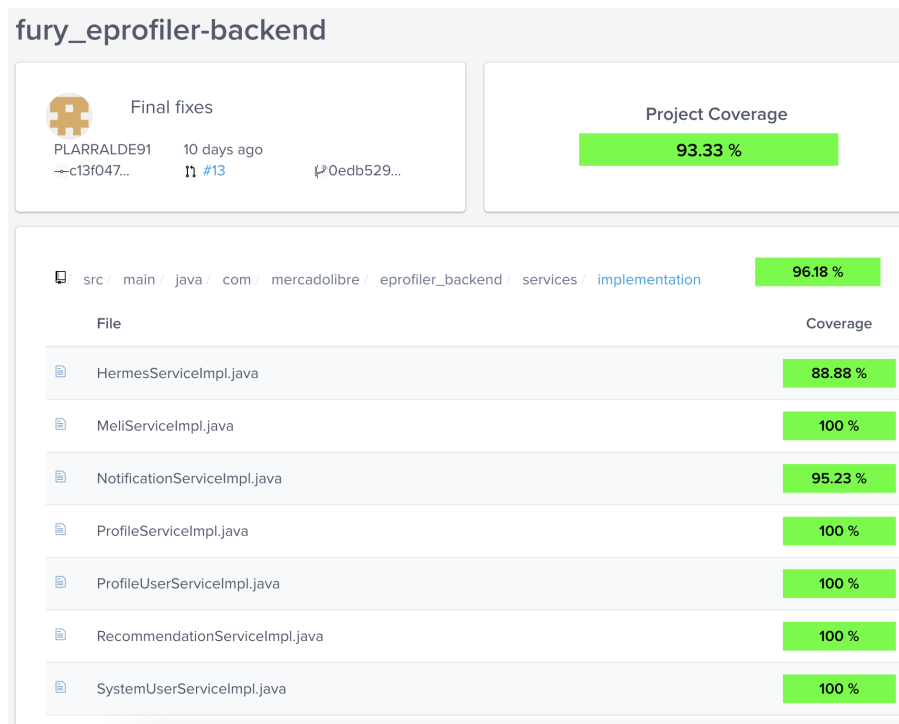 fury_eprofiler-backend
Final fixes
PLARRALDE91 10 days ago
c13f047... #13 0edb529...
Project Coverage
93.33 %
src / main / java / com / mercadolibre / eprofiler_backend / services / implementation 96.18 %
File Coverage
HermesServiceImpl.java 88.88 %
MeliServiceImpl.java 100 %
NotificationServiceImpl.java 95.23 %
ProfileServiceImpl.java 100 %
ProfileUserServiceImpl.java 100 %
RecommendationServiceImpl.java 100 %
SystemUserServiceImpl.java 100 %